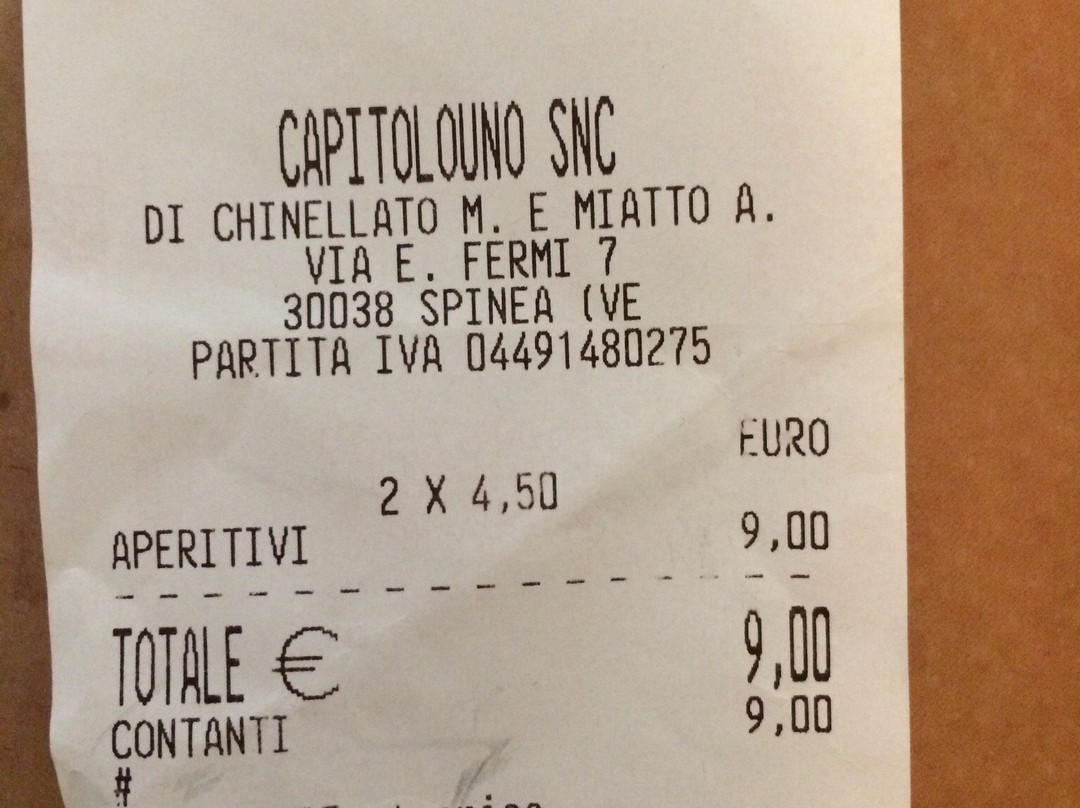 CAPITOLOUNO SNC
DI CHINELLATO M. E MIATTO A.
VIA E. FERMI 7
30038 SPINEA (VE
PARTITA IVA 04491480275
EURO
2 X 4,50
APERITIVI 9,00
- - - - - - - - - - - - - - - - - - - -
TOTALE € 9,00
CONTANTI 9,00
#